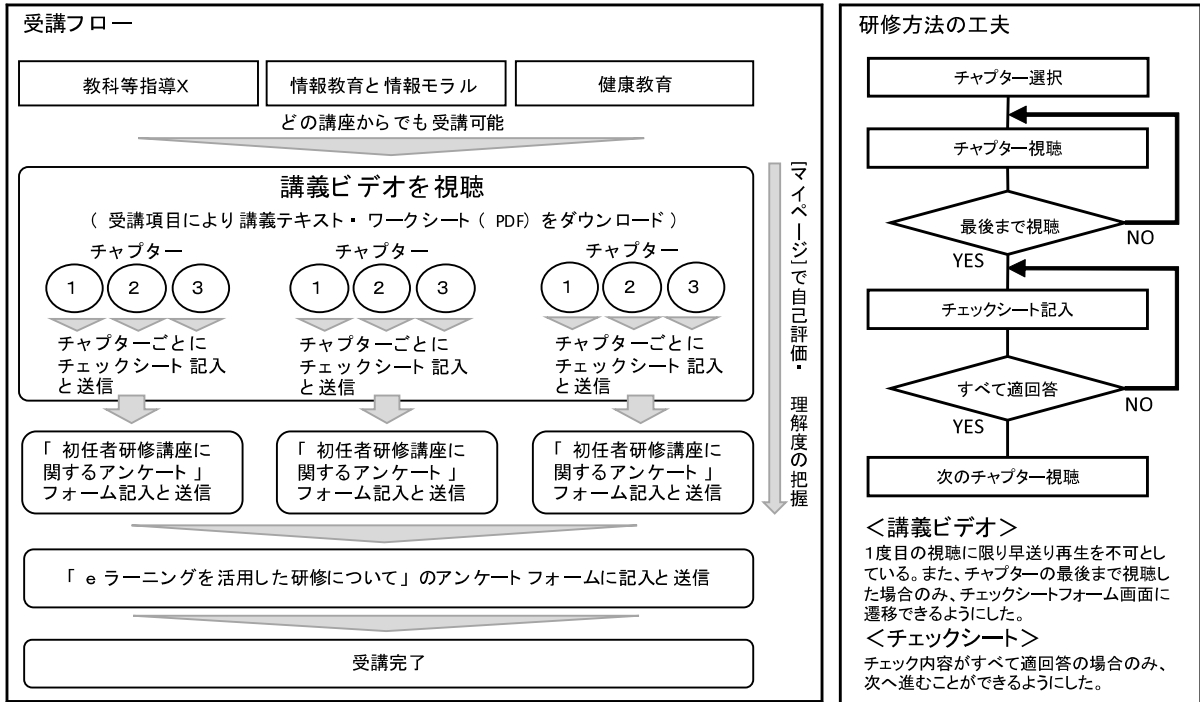 受講フロー
教科等指導X
情報教育と情報モラル
健康教育
どの講座からでも受講可能
講義ビデオを視聴
（ 受講項目により講義テキスト・ ワークシート（ PDF）をダウンロード ）
チャプター
1 2 3
チャプターごとに
チェックシート 記入
と送信
チャプター
1 2 3
チャプターごとに
チェックシート 記入
と送信
チャプター
1 2 3
チャプターごとに
チェックシート 記入
と送信
「 初任者研修講座に
関するアンケート 」
フォーム記入と送信
「 初任者研修講座に
関するアンケート 」
フォーム記入と送信
「 初任者研修講座に
関するアンケート 」
フォーム記入と送信
［マイページ］で自己評価・ 理解度の把握
「 e ラーニングを活用した研修について」のアンケートフォームに記入と送信
受講完了
研修方法の工夫
チャプター選択
チャプター視聴
最後まで視聴
NO
YES
チェックシート記入
すべて適回答
NO
YES
次のチャプター視聴
＜講義ビデオ＞
1度目の視聴に限り早送り再生を不可とし
ている。また、チャプターの最後まで視聴し
た場合のみ、チェックシートフォーム画面に
遷移できるようにした。
＜チェックシート＞
チェック内容がすべて適回答の場合のみ、
次へ進むことができるようにした。